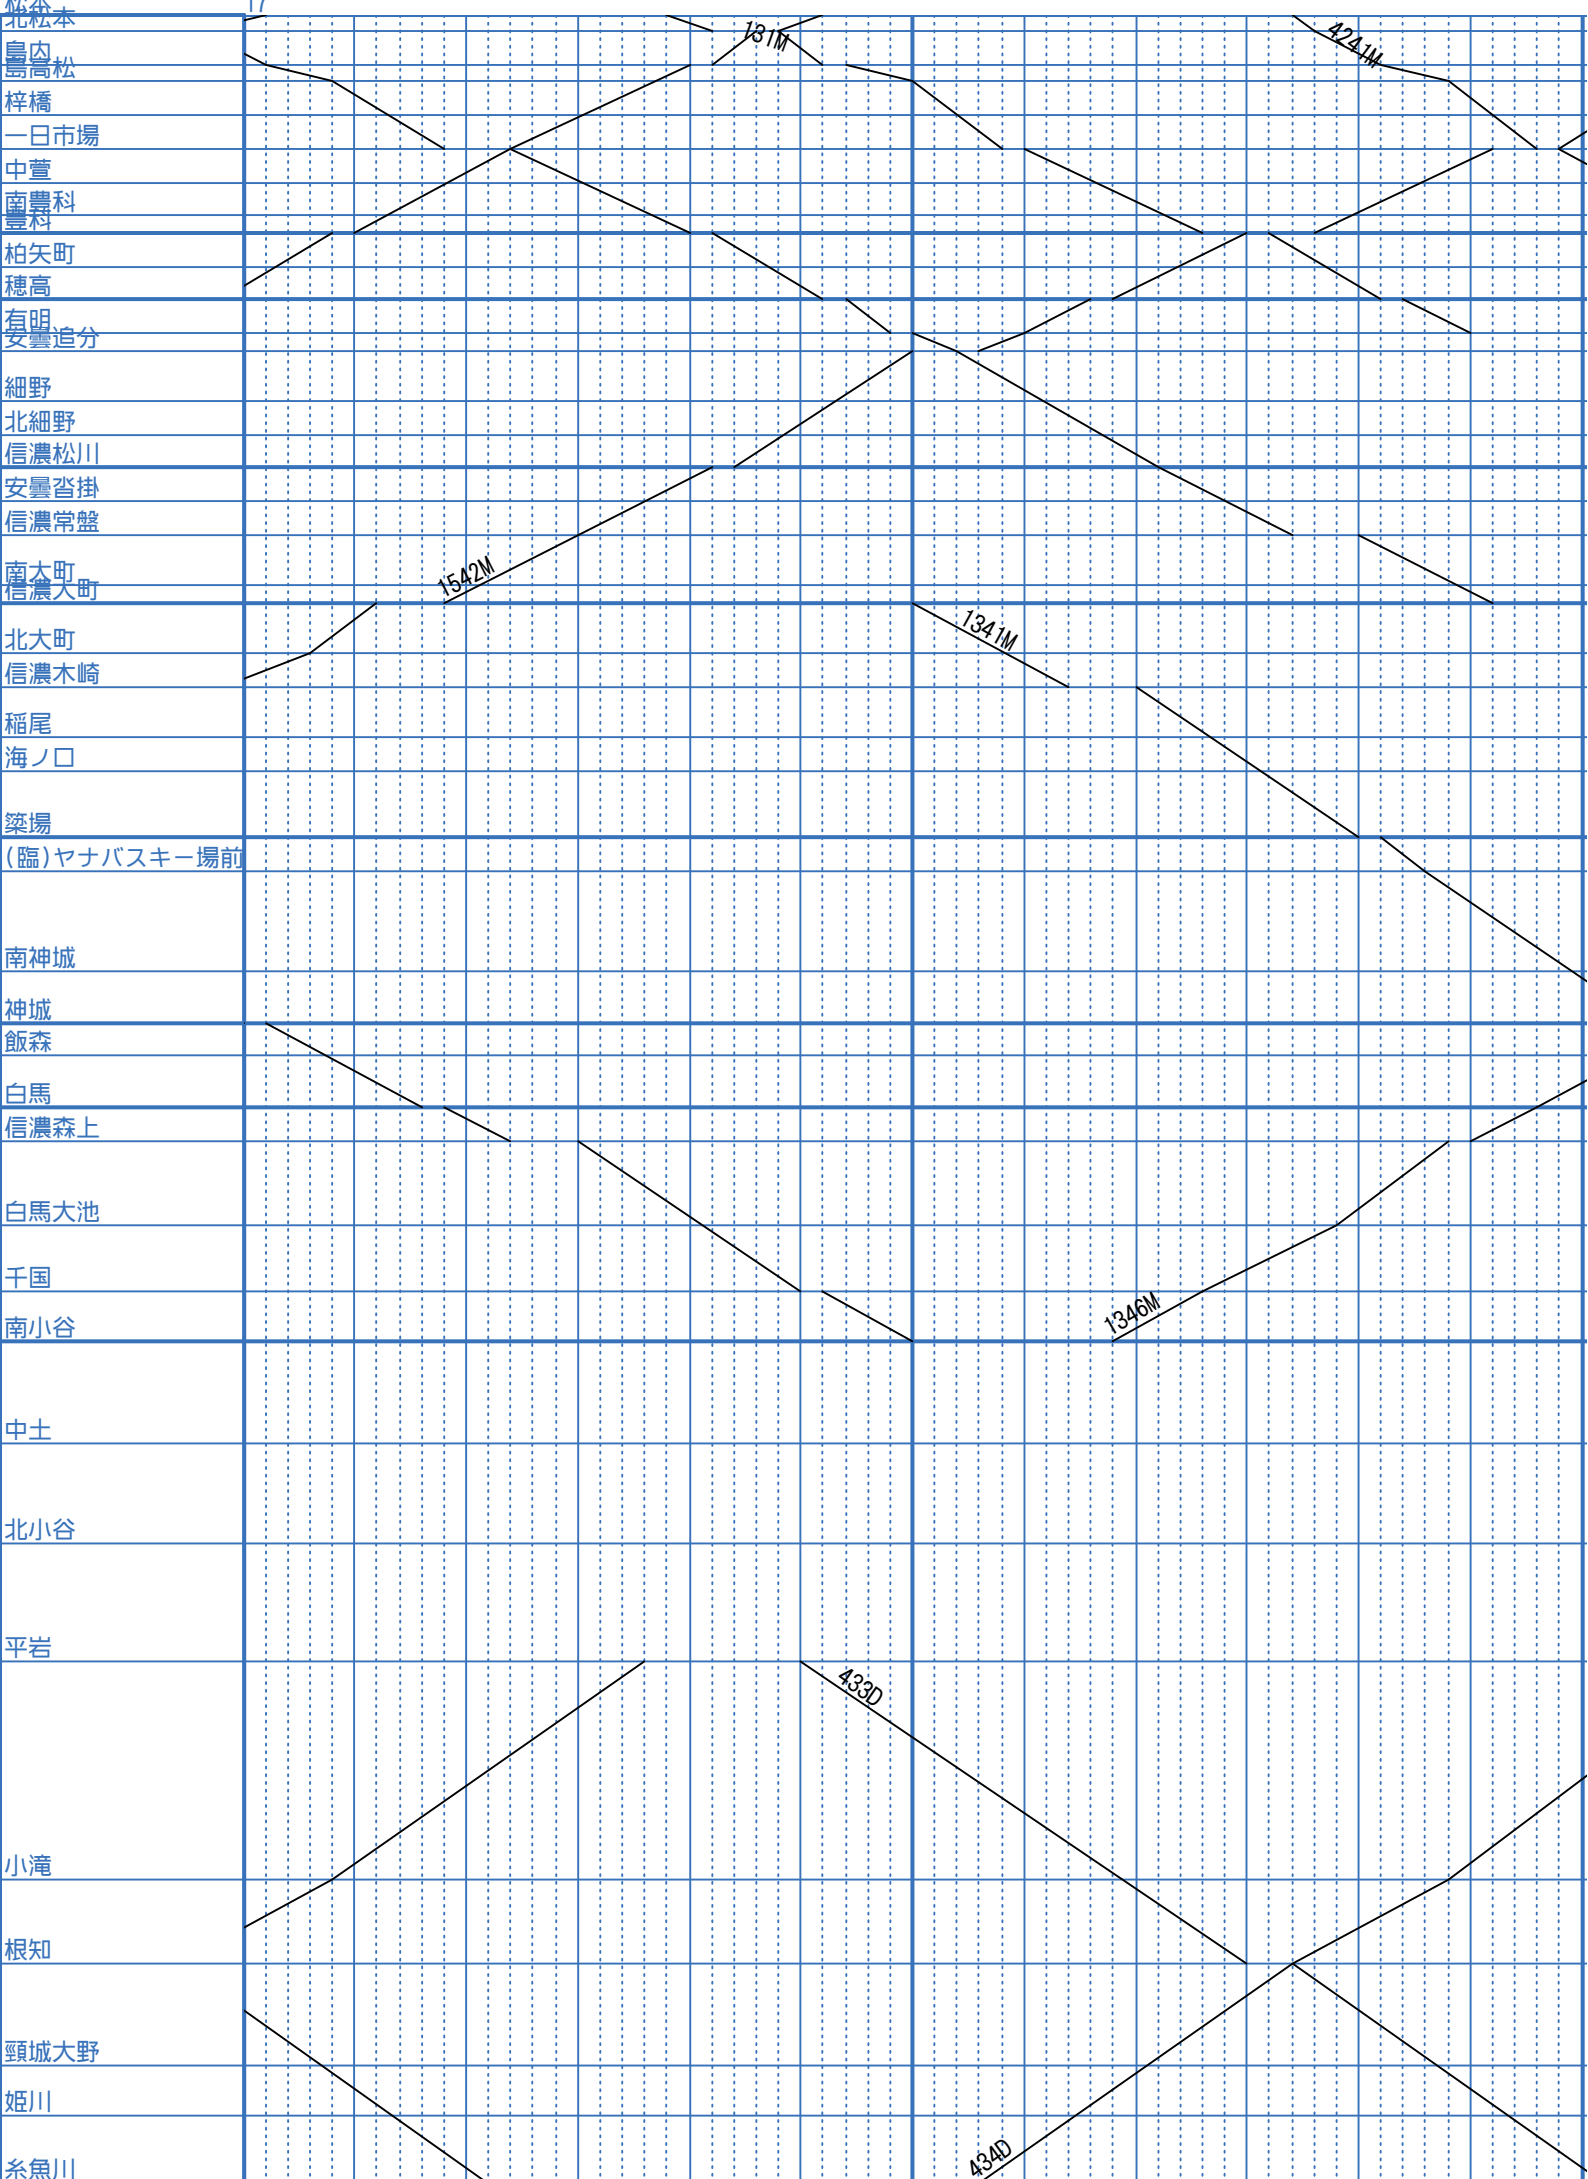 松本
17
北松本
131M
4241M
島内
島高松
梓橋
一日市場
中萱
南豊科
豊科
柏矢町
穂高
有明
安曇追分
細野
北細野
信濃松川
安曇沓掛
信濃常盤
1542M
南大町
信濃大町
1341M
北大町
信濃木崎
稲尾
海ノ口
簗場
(臨)ヤナバスキー場前
南神城
神城
飯森
白馬
信濃森上
白馬大池
千国
1346M
南小谷
中土
北小谷
平岩
433D
小滝
根知
頸城大野
姫川
434D
糸魚川